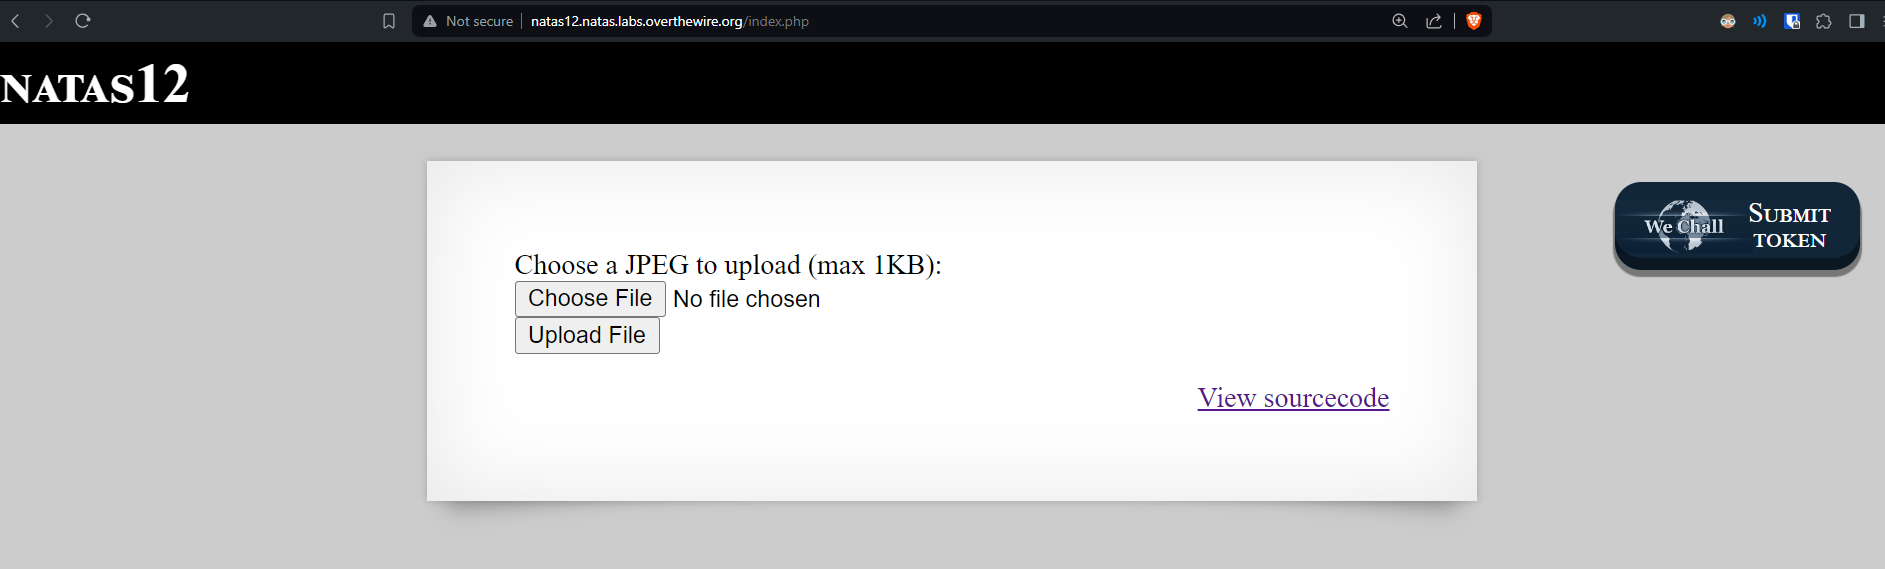 Not secure natas12.natas.labs.overthewire.org/index.php
NATAS12
Choose a JPEG to upload (max 1KB):
Choose File No file chosen
Upload File
View sourcecode
We Chall
SUBMIT
TOKEN